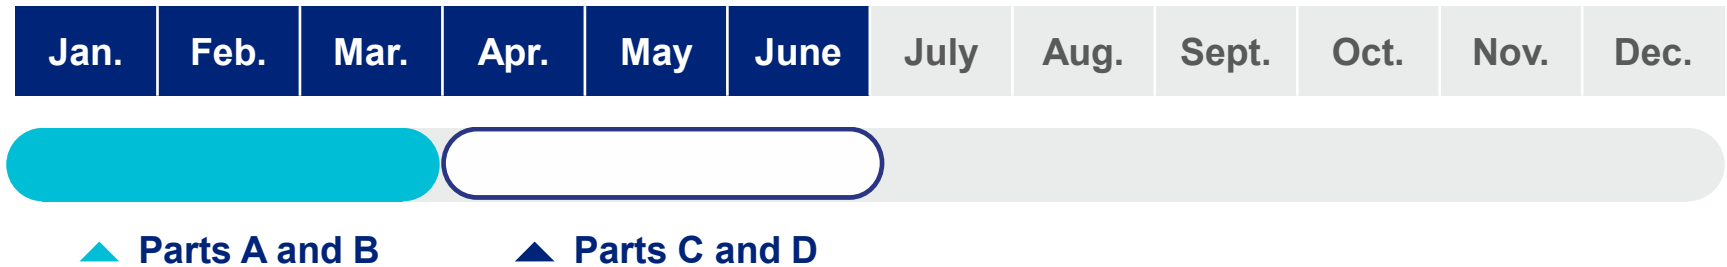 Jan. Feb. Mar. Apr. May June July Aug. Sept. Oct. Nov. Dec.
Parts A and B Parts C and D